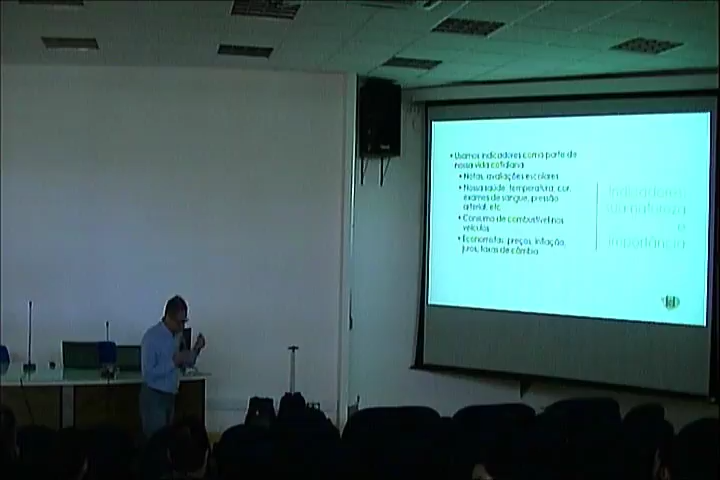 • Usamos indicadores como parte de
nossa vida cotidiana
• Notas, avaliações escolares
• Nossa saúde: temperatura, cor,
exames de sangue, pressão
arterial, etc
• Consumo de combustível nos
veículos
• Economistas: preços, inflação,
juros, taxas de câmbio
Indicadores
sua natureza
e
importância